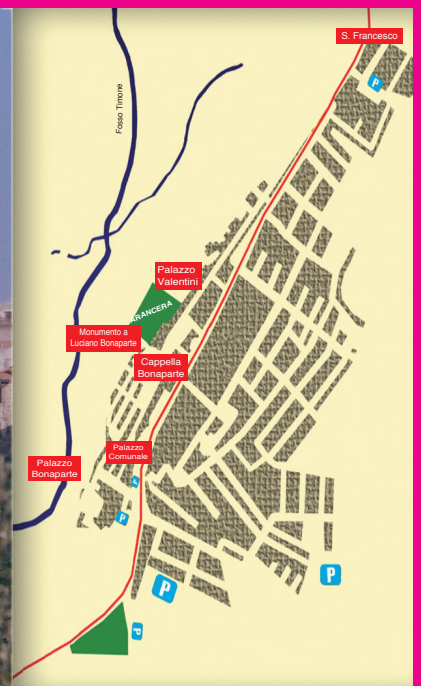 S. Francesco
P
Fosso Timone
Palazzo
Valentini
ARANCERA
Monumento a
Luciano Bonaparte
Cappella
Bonaparte
Palazzo
Comunale
Palazzo
Bonaparte
P
P
P
P
P